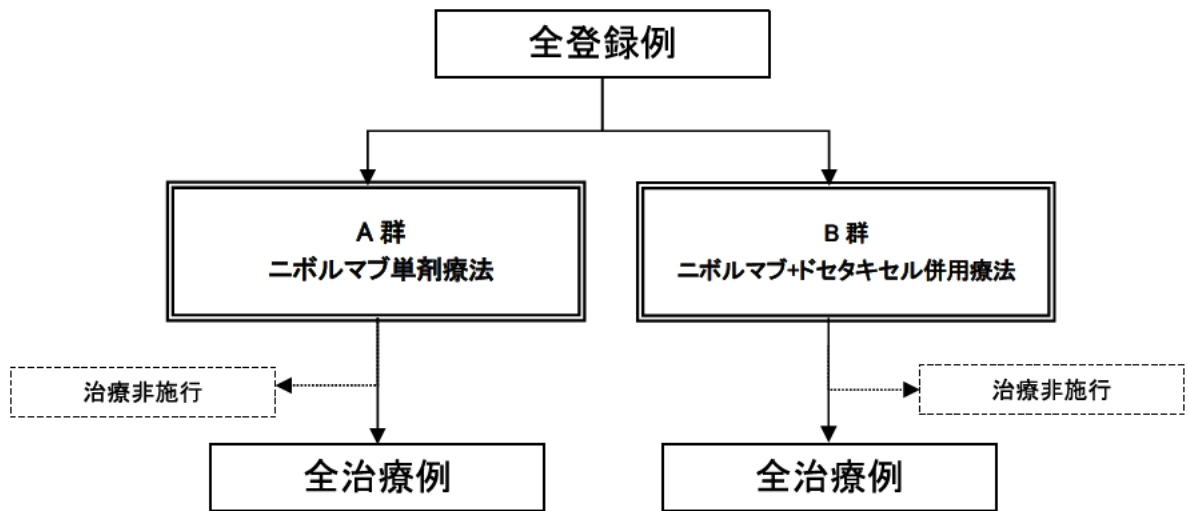 全登録例
A 群
ニボルマブ単剤療法
B 群
ニボルマブ+ドセタキセル併用療法
治療非施行
治療非施行
全治療例
全治療例